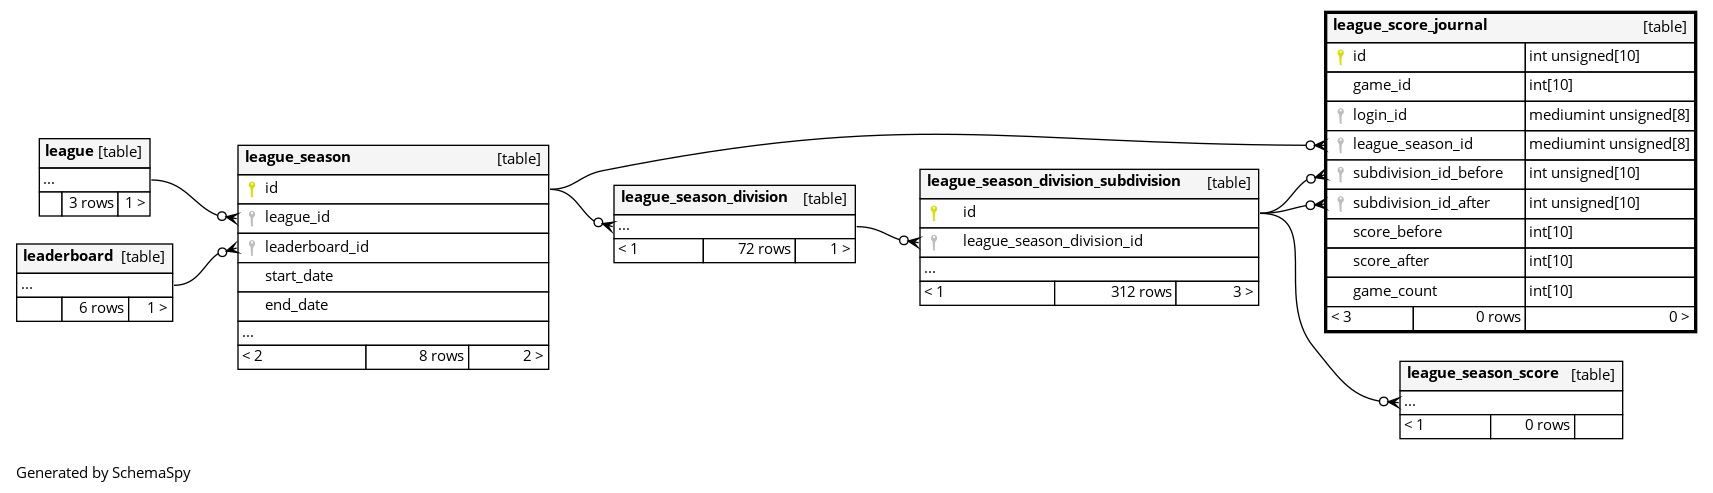 league [table]
...
3 rows 1 >
leaderboard [table]
...
6 rows 1 >
league_season [table]
id
league_id
leaderboard_id
start_date
end_date
...
< 2 8 rows 2 >
league_season_division [table]
...
< 1 72 rows 1 >
league_season_division_subdivision [table]
id
league_season_division_id
...
< 1 312 rows 3 >
league_score_journal [table]
id int unsigned[10]
game_id int[10]
login_id mediumint unsigned[8]
league_season_id mediumint unsigned[8]
subdivision_id_before int unsigned[10]
subdivision_id_after int unsigned[10]
score_before int[10]
score_after int[10]
game_count int[10]
< 3 0 rows 0 >
league_season_score [table]
...
< 1 0 rows
Generated by SchemaSpy